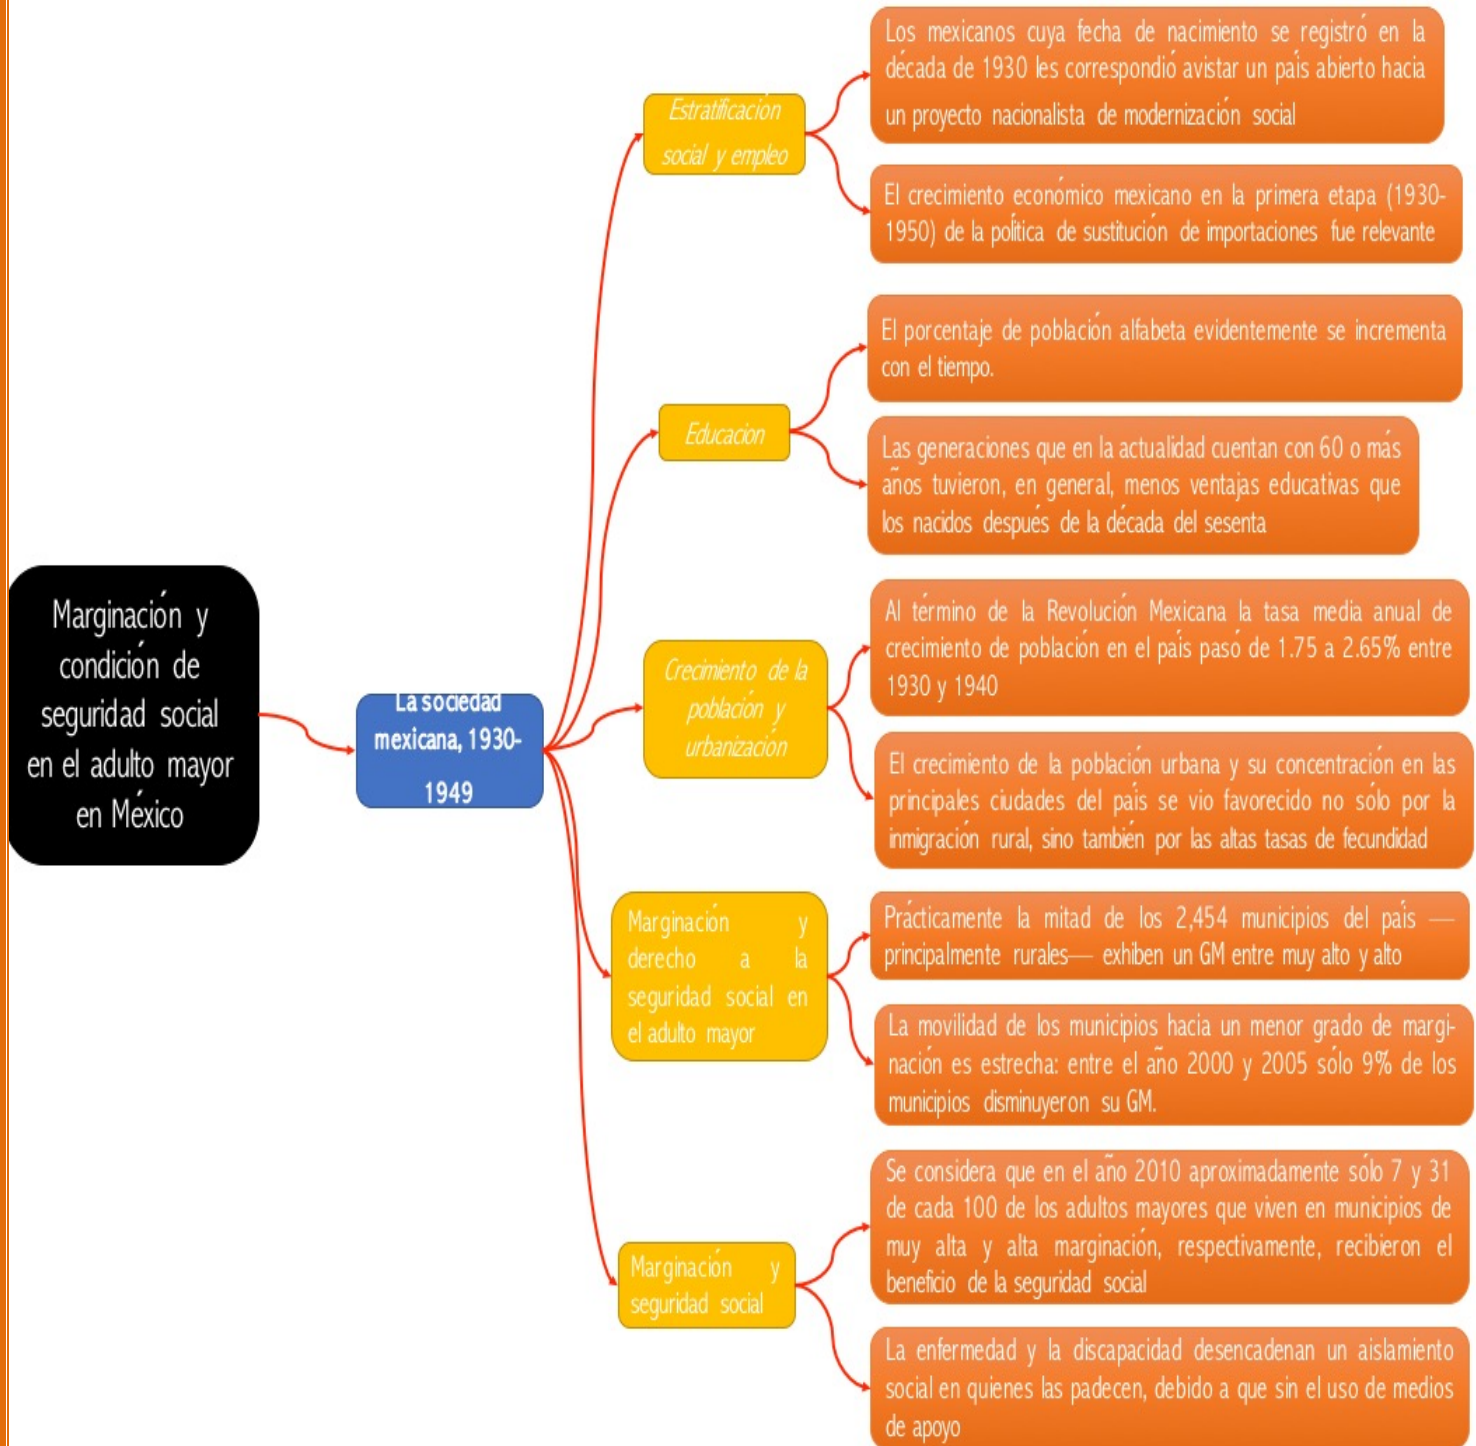 Marginación y
condición de
seguridad social
en el adulto mayor
en México
La sociedad
mexicana, 1930-
1949
Estratificación
social y empleo
Los mexicanos cuya fecha de nacimiento se registró en la
década de 1930 les correspondió avistar un país abierto hacia
un proyecto nacionalista de modernización social
El crecimiento económico mexicano en la primera etapa (1930-
1950) de la política de sustitución de importaciones fue relevante
Educacion
El porcentaje de población alfabeta evidentemente se incrementa
con el tiempo.
Las generaciones que en la actualidad cuentan con 60 o más
años tuvieron, en general, menos ventajas educativas que
los nacidos después de la década del sesenta
Crecimiento de la
población y
urbanización
Al término de la Revolución Mexicana la tasa media anual de
crecimiento de población en el país pasó de 1.75 a 2.65% entre
1930 y 1940
El crecimiento de la población urbana y su concentración en las
principales ciudades del país se vio favorecido no sólo por la
inmigración rural, sino también por las altas tasas de fecundidad
Marginación y
derecho a la
seguridad social en
el adulto mayor
Prácticamente la mitad de los 2,454 municipios del país —
principalmente rurales— exhiben un GM entre muy alto y alto
La movilidad de los municipios hacia un menor grado de margi-
nación es estrecha: entre el año 2000 y 2005 sólo 9% de los
municipios disminuyeron su GM.
Marginación y
seguridad social
Se considera que en el año 2010 aproximadamente sólo 7 y 31
de cada 100 de los adultos mayores que viven en municipios de
muy alta y alta marginación, respectivamente, recibieron el
beneficio de la seguridad social
La enfermedad y la discapacidad desencadenan un aislamiento
social en quienes las padecen, debido a que sin el uso de medios
de apoyo